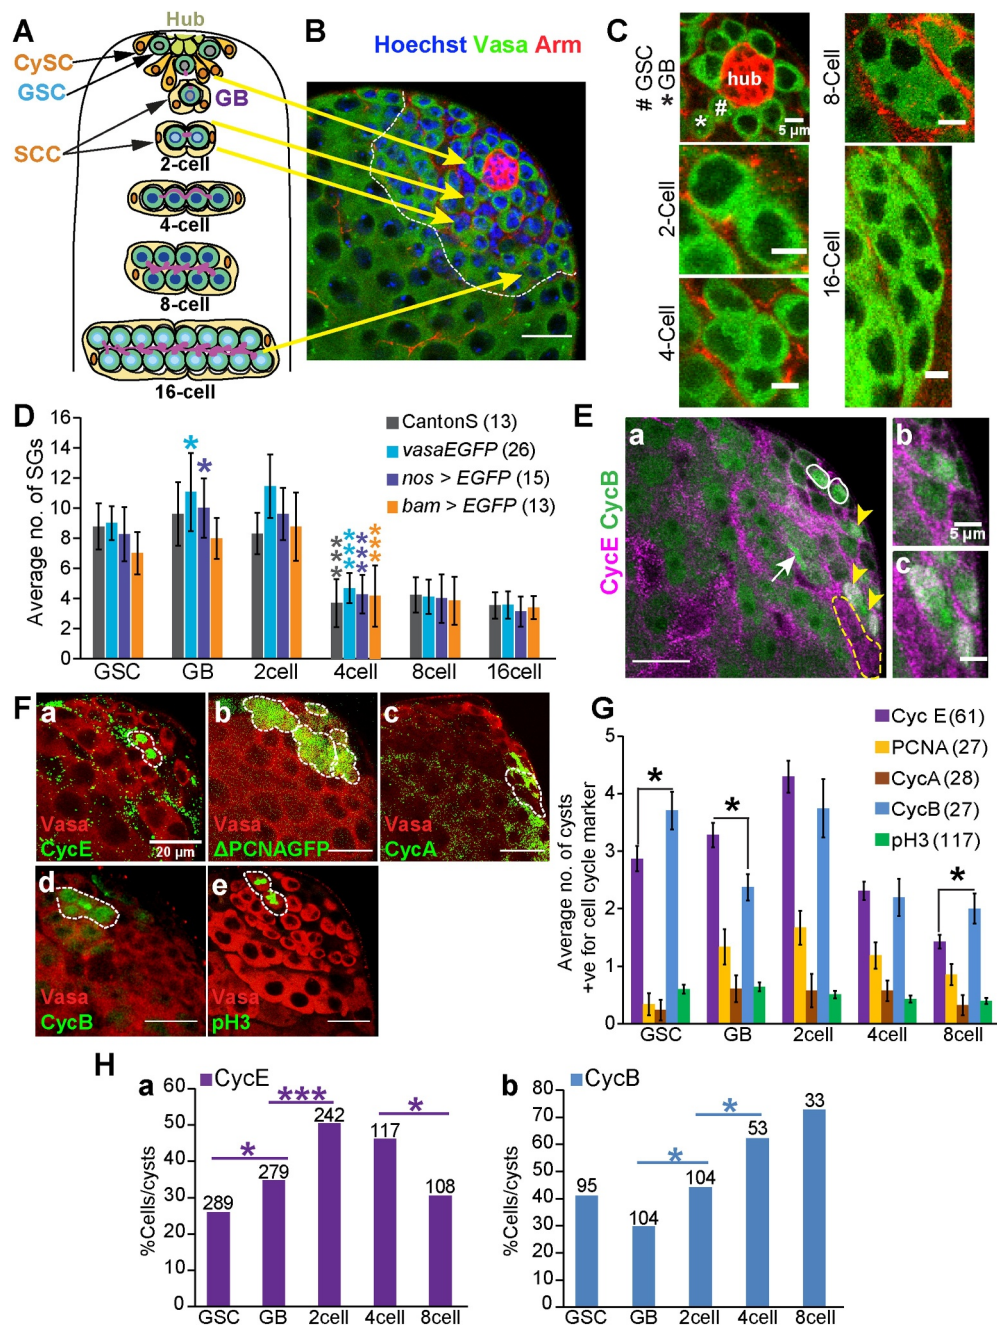 A
Hub
CySC
GSC
GB
SCC
2-cell
4-cell
8-cell
16-cell
B
Hoechst Vasa Arm
C
# GSC
* GB
hub
#
*
5 µm
8-Cell
2-Cell
16-Cell
4-Cell
D
Average no. of SGs
16
14
12
10
8
6
4
2
0
CantonS (13)
vasaEGFP (26)
nos > EGFP (15)
bam > EGFP (13)
*
*
***
***
***
***
GSC
GB
2cell
4cell
8cell
16cell
E
CycE CycB
a
b
5 µm
c
F
a
Vasa
CycE
20 µm
b
Vasa
ΔPCNAGFP
c
Vasa
CycA
d
Vasa
CycB
e
Vasa
pH3
G
Average no. of cysts
+ve for cell cycle marker
5
4
3
2
1
0
Cyc E (61)
PCNA (27)
CycA (28)
CycB (27)
pH3 (117)
*
*
*
GSC
GB
2cell
4cell
8cell
H
a
CycE
%Cells/cysts
60
50
40
30
20
10
0
*
***
*
289
279
242
117
108
GSC
GB
2cell
4cell
8cell
b
CycB
%Cells/cysts
80
70
60
50
40
30
20
10
0
*
*
95
104
104
53
33
GSC
GB
2cell
4cell
8cell